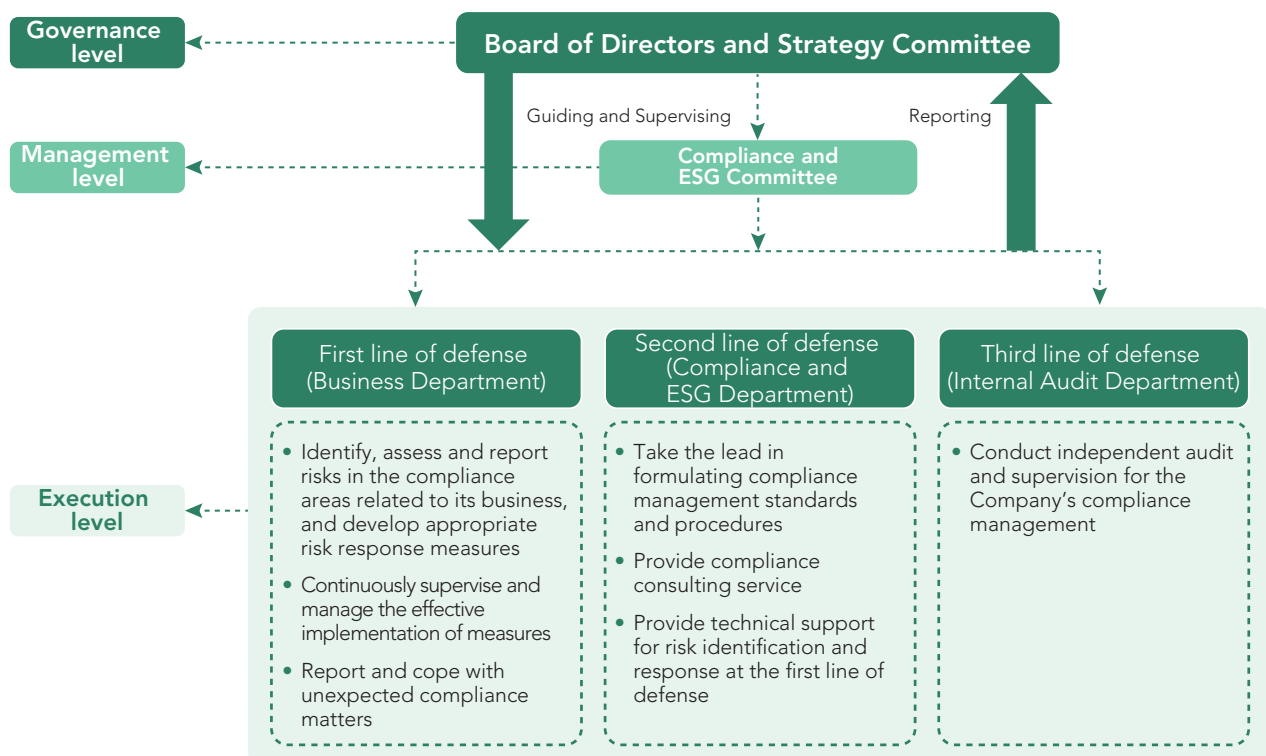 Governance
level
Board of Directors and Strategy Committee
Guiding and Supervising
Reporting
Management
level
Compliance and
ESG Committee
First line of defense
(Business Department)
Second line of defense
(Compliance and
ESG Department)
Third line of defense
(Internal Audit Department)
Execution
level
• Identify, assess and report
risks in the compliance
areas related to its business,
and develop appropriate
risk response measures
• Continuously supervise and
manage the effective
implementation of measures
• Report and cope with
unexpected compliance
matters
• Take the lead in
formulating compliance
management standards
and procedures
• Provide compliance
consulting service
• Provide technical support
for risk identification and
response at the first line of
defense
• Conduct independent audit
and supervision for the
Company's compliance
management